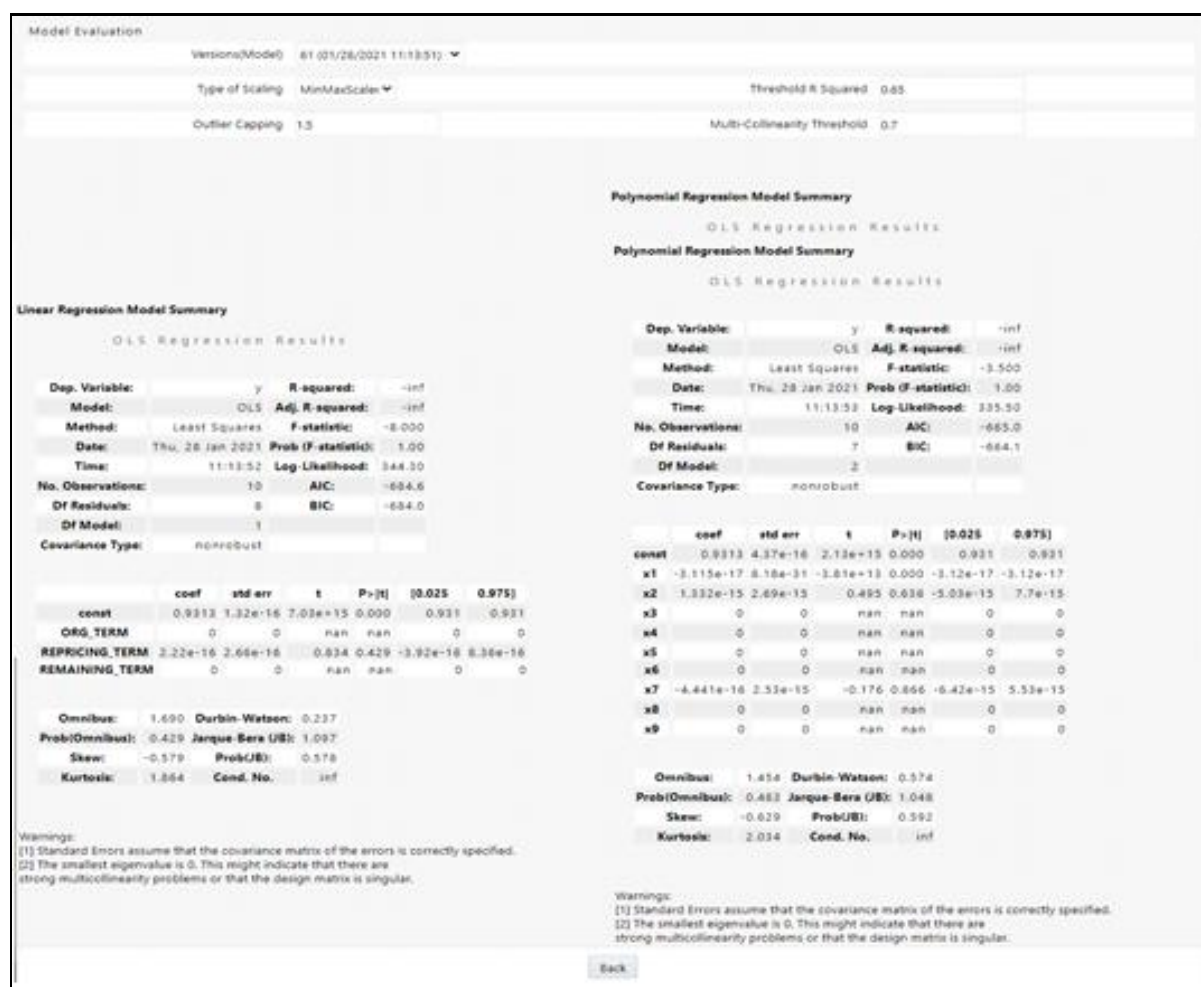 Model Evaluation
Versions(Model) 61 (01/28/2021 11:13:51)
Type of Scaling MinMaxScaler Threshold R Squared 0.65
Outlier Capping 1.5 Multi-Collinearity Threshold 0.7
Linear Regression Model Summary
OLS Regression Results
Dep. Variable: y R-squared: -inf
Model: OLS Adj. R-squared: -inf
Method: Least Squares F-statistic: -8.000
Date: Thu, 28 Jan 2021 Prob (F-statistic): 1.00
Time: 11:13:52 Log-Likelihood: 344.30
No. Observations: 10 AIC: -684.6
Df Residuals: 8 BIC: -684.0
Df Model: 1
Covariance Type: nonrobust
coef std err t P>|t| [0.025 0.975]
const 0.9313 1.32e-16 7.03e+15 0.000 0.931 0.931
ORG_TERM 0 0 nan nan 0 0
REPRICING_TERM 2.22e-16 2.66e-16 0.834 0.429 -3.92e-16 8.36e-16
REMAINING_TERM 0 0 nan nan 0 0
Omnibus: 1.690 Durbin-Watson: 0.237
Prob(Omnibus): 0.429 Jarque-Bera (JB): 1.097
Skew: -0.579 Prob(JB): 0.578
Kurtosis: 1.864 Cond. No. inf
Warnings:
[1] Standard Errors assume that the covariance matrix of the errors is correctly specified.
[2] The smallest eigenvalue is 0. This might indicate that there are
strong multicollinearity problems or that the design matrix is singular.
Polynomial Regression Model Summary
OLS Regression Results
Polynomial Regression Model Summary
OLS Regression Results
Dep. Variable: y R-squared: -inf
Model: OLS Adj. R-squared: -inf
Method: Least Squares F-statistic: -3.500
Date: Thu, 28 Jan 2021 Prob (F-statistic): 1.00
Time: 11:13:53 Log-Likelihood: 335.50
No. Observations: 10 AIC: -665.0
Df Residuals: 7 BIC: -664.1
Df Model: 2
Covariance Type: nonrobust
coef std err t P>|t| [0.025 0.975]
const 0.9313 4.37e-16 2.13e+15 0.000 0.931 0.931
x1 -3.115e-17 8.18e-31 -3.81e+13 0.000 -3.12e-17 -3.12e-17
x2 1.332e-15 2.69e-15 0.495 0.636 -5.03e-15 7.7e-15
x3 0 0 nan nan 0 0
x4 0 0 nan nan 0 0
x5 0 0 nan nan 0 0
x6 0 0 nan nan 0 0
x7 -4.441e-16 2.53e-15 -0.176 0.866 -6.42e-15 5.53e-15
x8 0 0 nan nan 0 0
x9 0 0 nan nan 0 0
Omnibus: 1.454 Durbin-Watson: 0.574
Prob(Omnibus): 0.483 Jarque-Bera (JB): 1.048
Skew: -0.629 Prob(JB): 0.592
Kurtosis: 2.034 Cond. No. inf
Warnings:
[1] Standard Errors assume that the covariance matrix of the errors is correctly specified.
[2] The smallest eigenvalue is 0. This might indicate that there are
strong multicollinearity problems or that the design matrix is singular.
Back